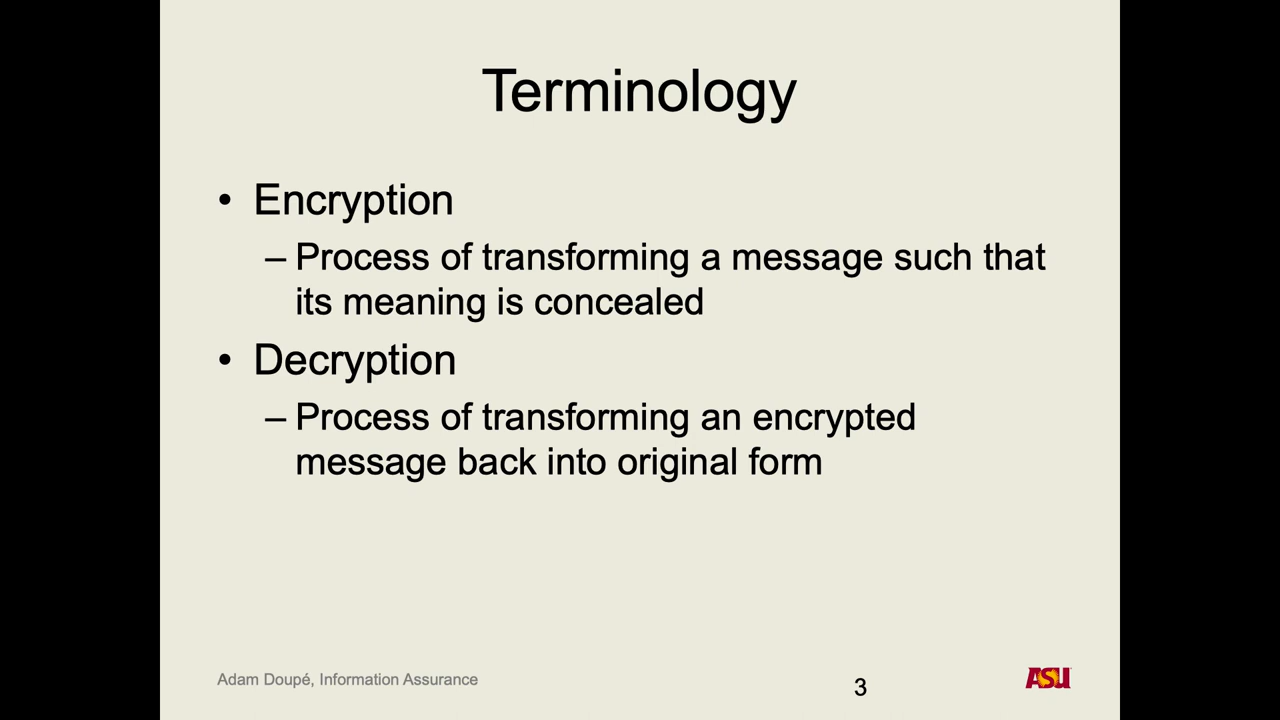 Terminology
• Encryption
– Process of transforming a message such that
its meaning is concealed
• Decryption
– Process of transforming an encrypted
message back into original form
Adam Doupé, Information Assurance
3
ASU